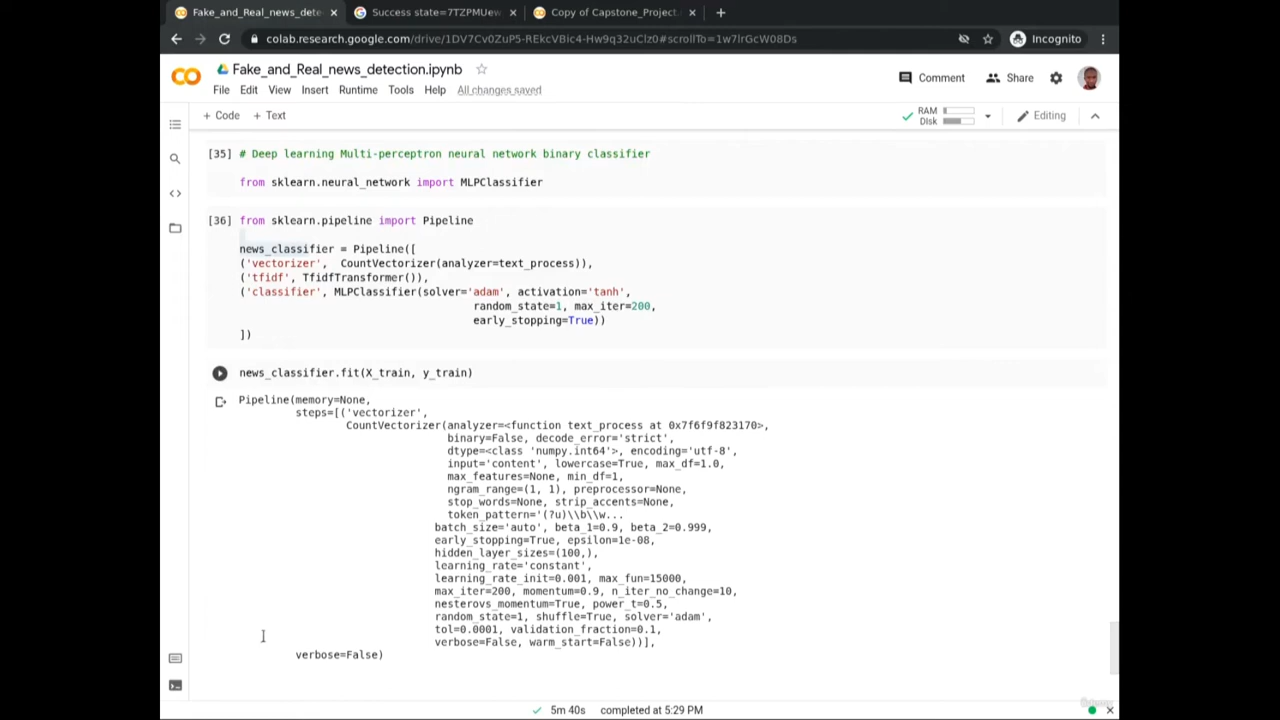 Fake_and_Real_news_dete
Success state=7TZPMUew
Copy of Capstone_Project.
colab.research.google.com/drive/1DV7Cv0ZuP5-REkcVBic4-Hw9q32uClz0#scrollTo=1w7lrGcW08Ds
Incognito
Fake_and_Real_news_detection.ipynb
Comment
Share
File Edit View Insert Runtime Tools Help All changes saved
+ Code + Text
RAM
Disk
Editing
[35] # Deep learning Multi-perceptron neural network binary classifier
from sklearn.neural_network import MLPClassifier
[36] from sklearn.pipeline import Pipeline
news_classifier = Pipeline([
('vectorizer', CountVectorizer(analyzer=text_process)),
('tfidf', TfidfTransformer()),
('classifier', MLPClassifier(solver='adam', activation='tanh',
random_state=1, max_iter=200,
early_stopping=True))
])
news_classifier.fit(X_train, y_train)
Pipeline(memory=None,
steps=[('vectorizer',
CountVectorizer(analyzer=<function text_process at 0x7f6f9f823170>,
binary=False, decode_error='strict',
dtype=<class 'numpy.int64'>, encoding='utf-8',
input='content', lowercase=True, max_df=1.0,
max_features=None, min_df=1,
ngram_range=(1, 1), preprocessor=None,
stop_words=None, strip_accents=None,
token_pattern='(?u)\\b\\w...
batch_size='auto', beta_1=0.9, beta_2=0.999,
early_stopping=True, epsilon=1e-08,
hidden_layer_sizes=(100,),
learning_rate='constant',
learning_rate_init=0.001, max_fun=15000,
max_iter=200, momentum=0.9, n_iter_no_change=10,
nesterovs_momentum=True, power_t=0.5,
random_state=1, shuffle=True, solver='adam',
tol=0.0001, validation_fraction=0.1,
verbose=False, warm_start=False))],
verbose=False)
5m 40s completed at 5:29 PM